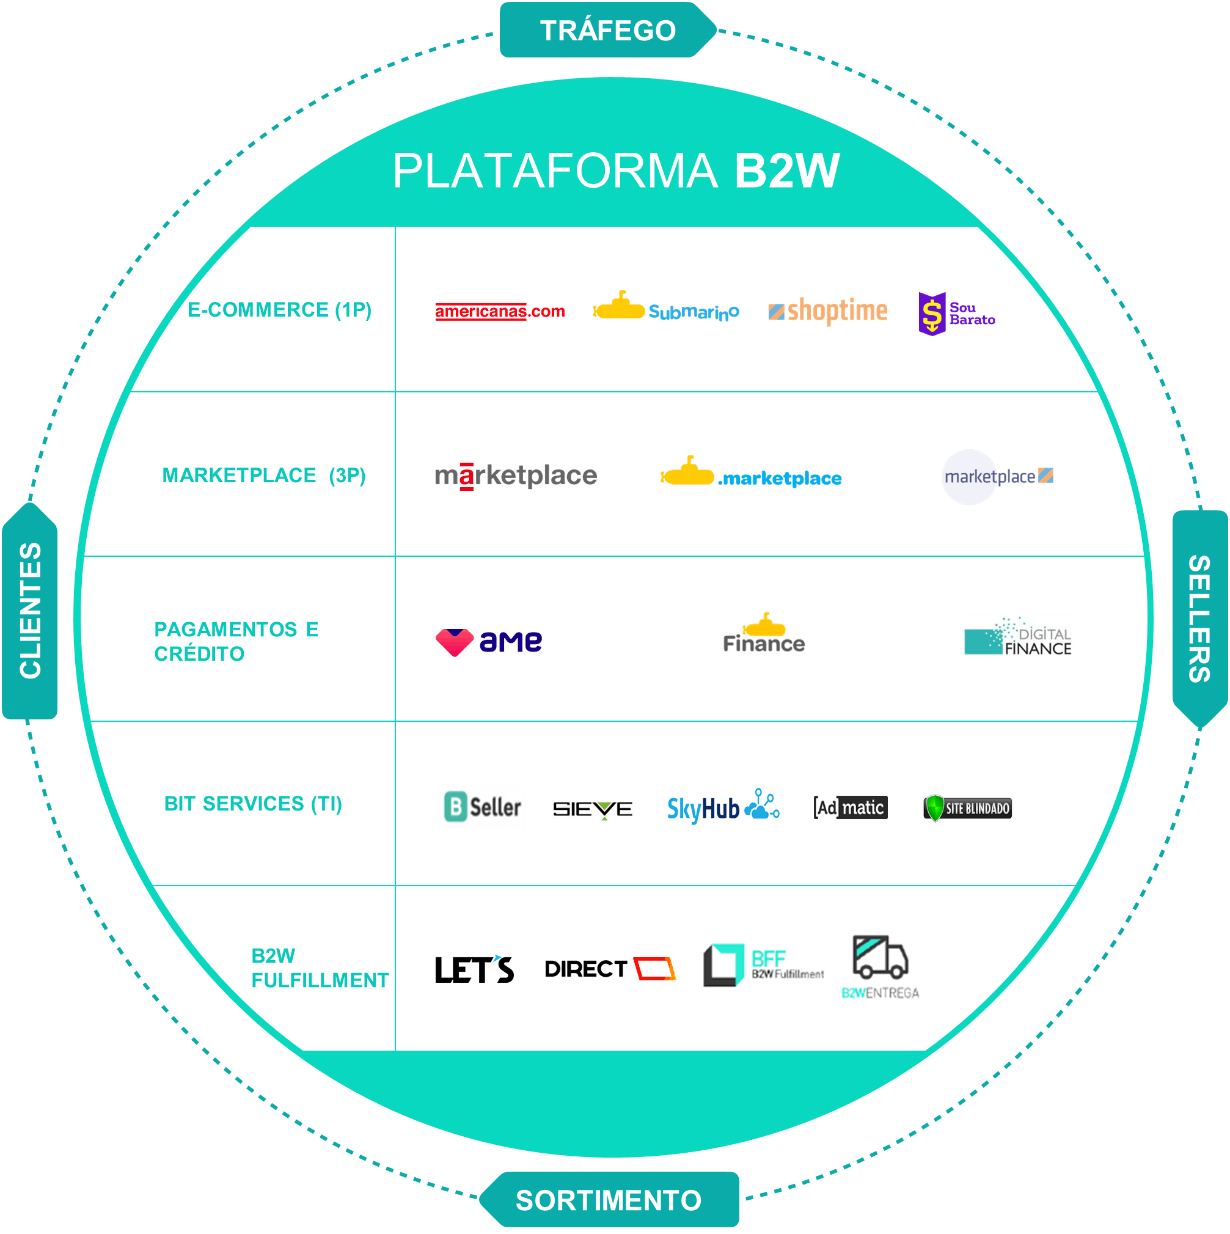 TRÁFEGO
PLATAFORMA B2W
E-COMMERCE (1P)
americanas.com
Submarino
shoptime
Sou
Barato
MARKETPLACE (3P)
marketplace
.marketplace
marketplace
CLIENTES
SELLERS
PAGAMENTOS E
CRÉDITO
aMe
Finance
DIGITAL
FINANCE
BIT SERVICES (TI)
B Seller
SIEVE
SkyHub
[Ad]matic
SITE BLINDADO
B2W
FULFILLMENT
LET'S
DIRECT
BFF
B2W Fulfillment
B2WENTREGA
SORTIMENTO